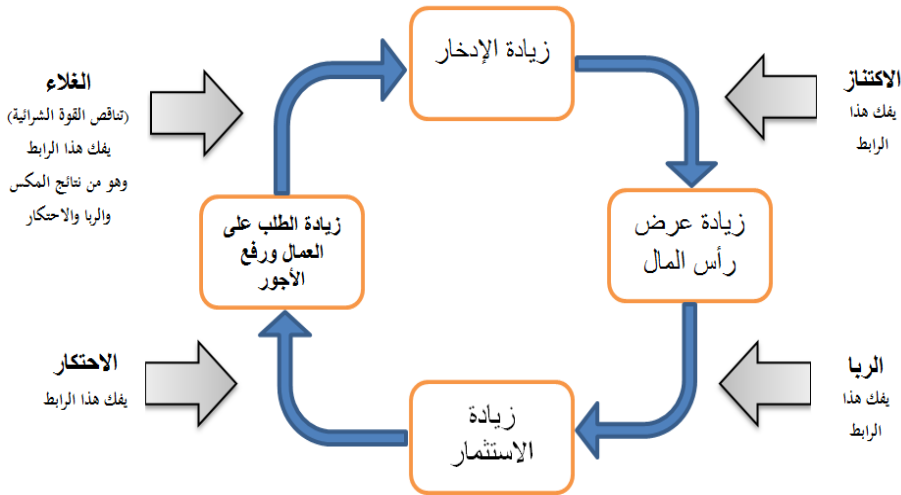 زيادة الإدخار
الاكتناز
يفك هذا
الرابط
زيادة عرض
رأس المال
الربا
يفك هذا
الرابط
زيادة
الاستثمار
الاحتكار
يفك هذا الرابط
زيادة الطلب على
العمال ورفع
الأجور
الغلاء
(تناقص القوة الشرائية)
يفك هذا الرابط
وهو من نتائج المكس
والربا والاحتكار